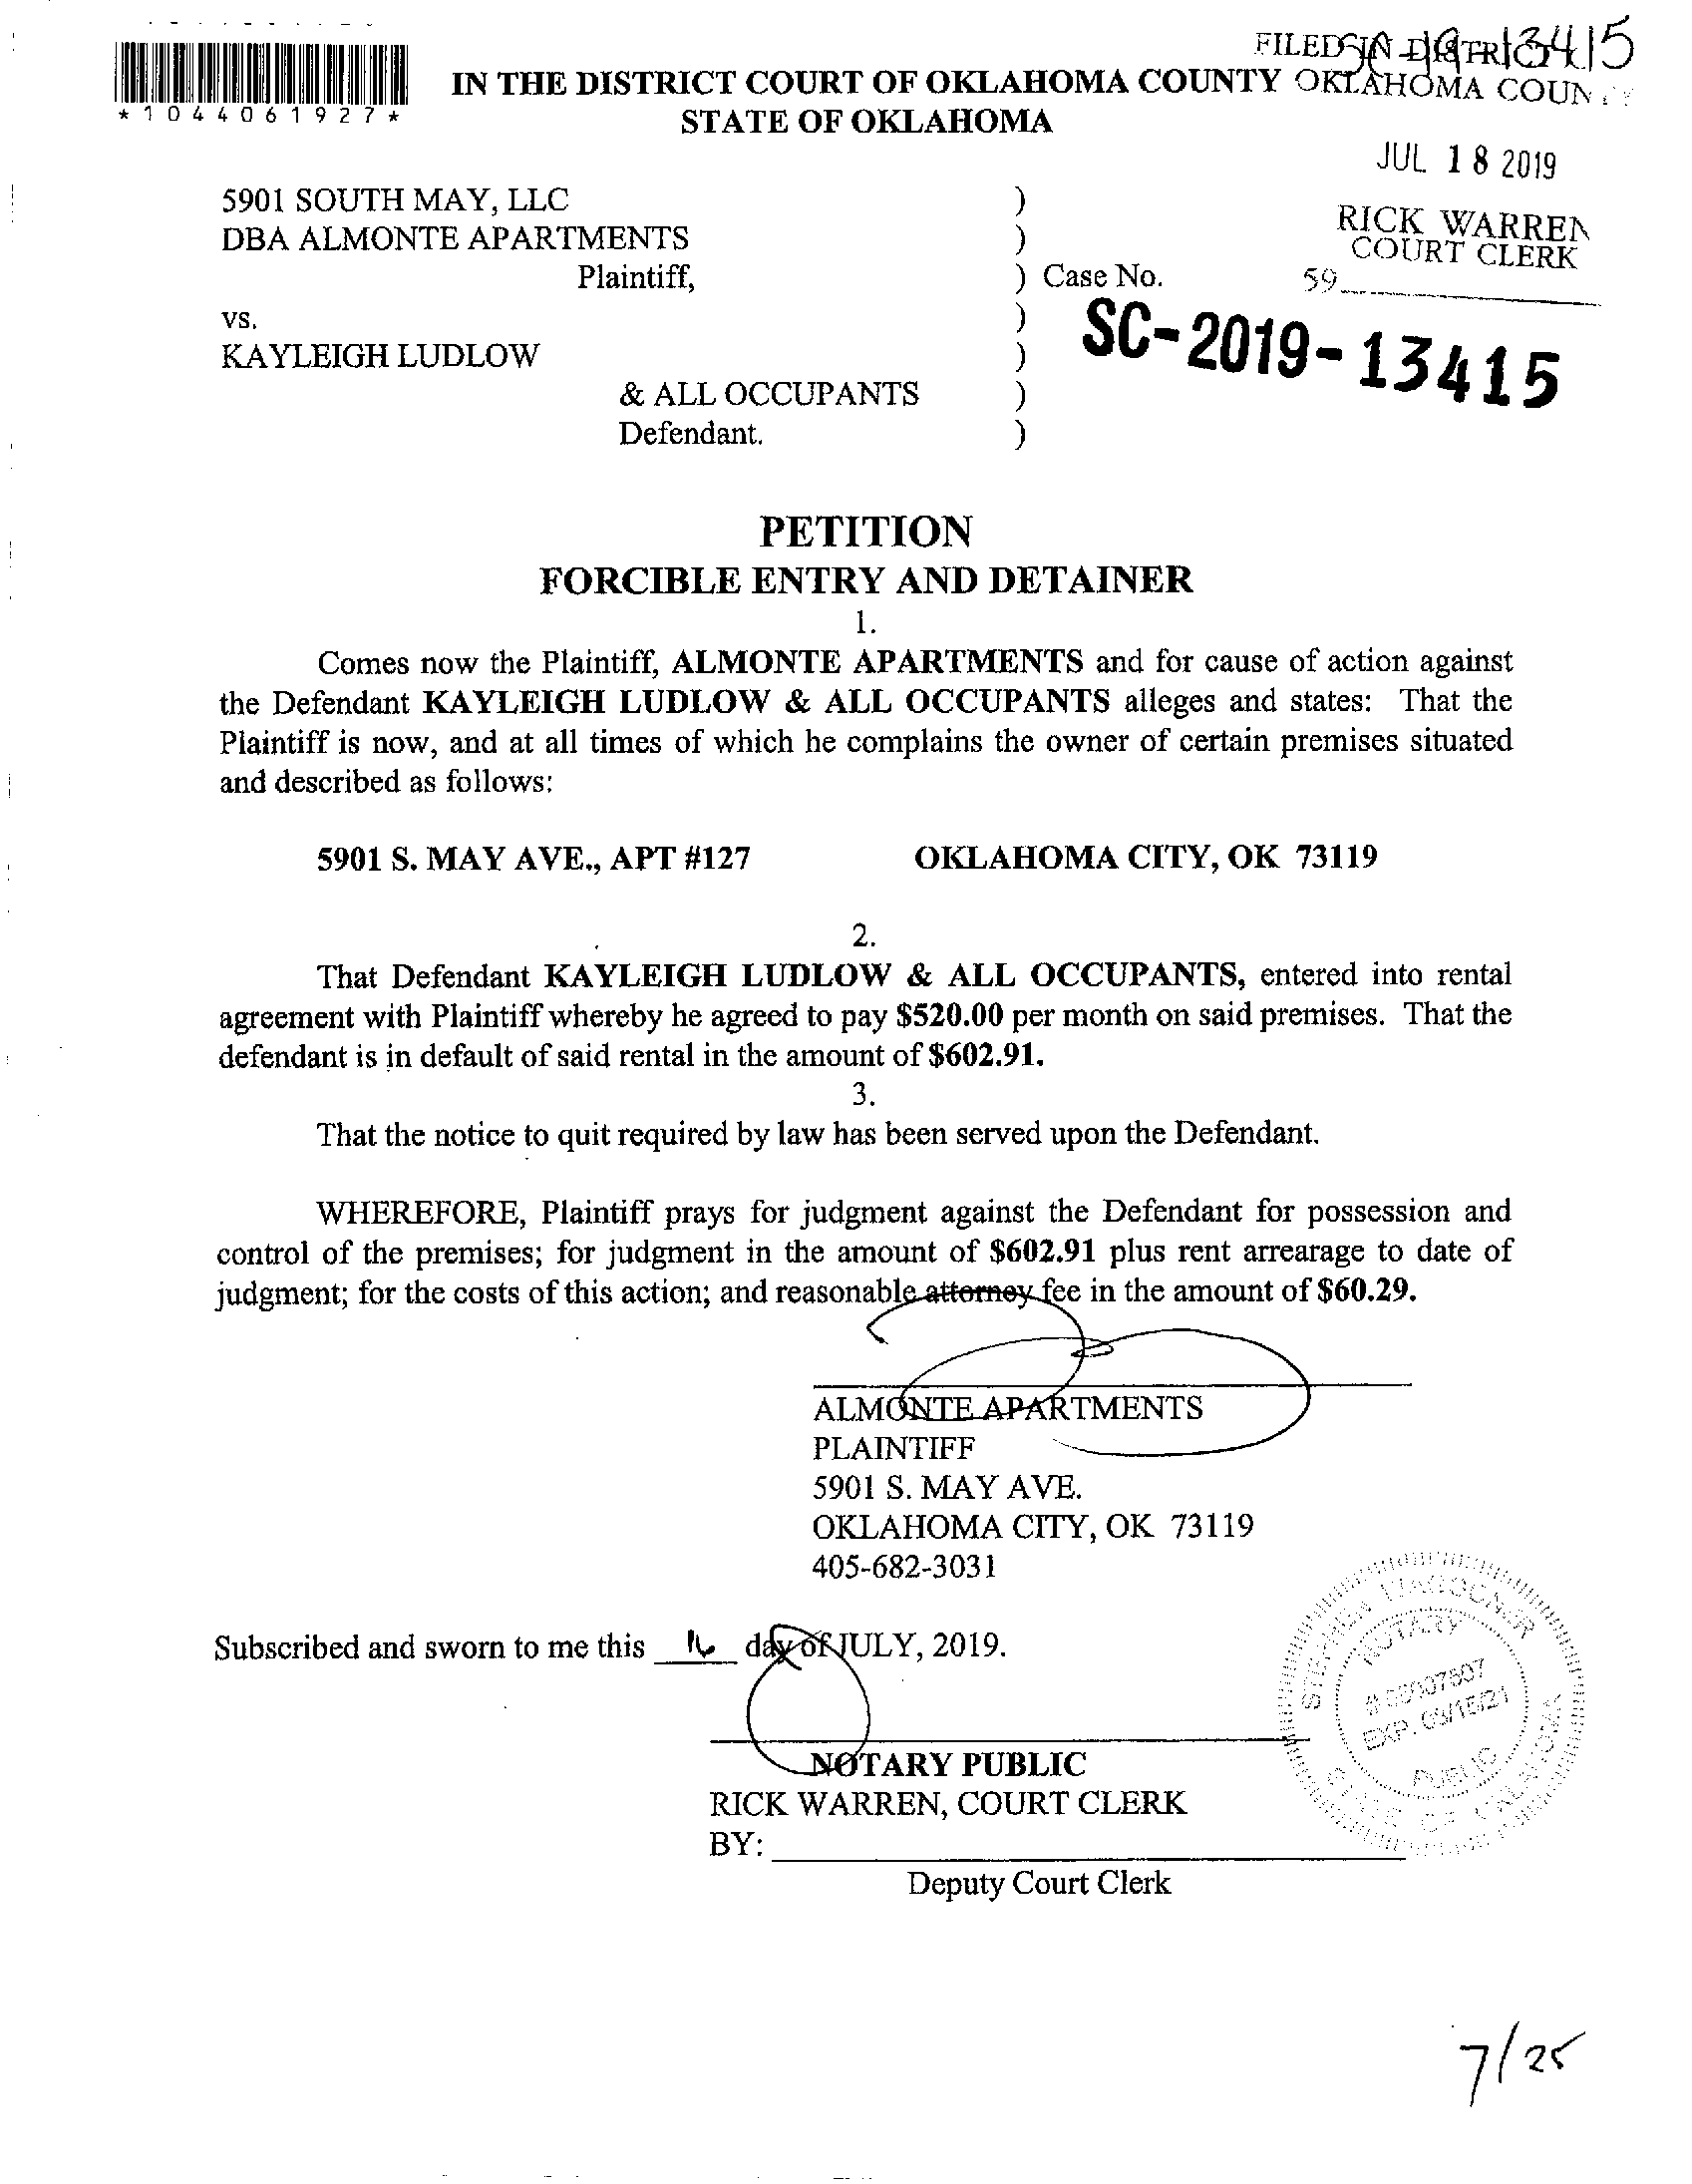 *1044061927*
SC-19-13415
FILED IN DISTRICT
IN THE DISTRICT COURT OF OKLAHOMA COUNTY OKLAHOMA COUN
STATE OF OKLAHOMA
JUL 18 2019
5901 SOUTH MAY, LLC )
RICK WARREN
DBA ALMONTE APARTMENTS )
COURT CLERK
Plaintiff, ) Case No. 59
vs. )
SC-2019-13415
KAYLEIGH LUDLOW )
& ALL OCCUPANTS )
Defendant. )
PETITION
FORCIBLE ENTRY AND DETAINER
1.
Comes now the Plaintiff, ALMONTE APARTMENTS and for cause of action against
the Defendant KAYLEIGH LUDLOW & ALL OCCUPANTS alleges and states: That the
Plaintiff is now, and at all times of which he complains the owner of certain premises situated
and described as follows:
5901 S. MAY AVE., APT #127 OKLAHOMA CITY, OK 73119
2.
That Defendant KAYLEIGH LUDLOW & ALL OCCUPANTS, entered into rental
agreement with Plaintiff whereby he agreed to pay $520.00 per month on said premises. That the
defendant is in default of said rental in the amount of $602.91.
3.
That the notice to quit required by law has been served upon the Defendant.
WHEREFORE, Plaintiff prays for judgment against the Defendant for possession and
control of the premises; for judgment in the amount of $602.91 plus rent arrearage to date of
judgment; for the costs of this action; and reasonable attorney fee in the amount of $60.29.
ALMONTE APARTMENTS
PLAINTIFF
5901 S. MAY AVE.
OKLAHOMA CITY, OK 73119
405-682-3031
Subscribed and sworn to me this 16 day of JULY, 2019.
NOTARY PUBLIC
RICK WARREN, COURT CLERK
BY:
Deputy Court Clerk
NOTARY
PUBLIC
STATE OF OKLAHOMA
7/25